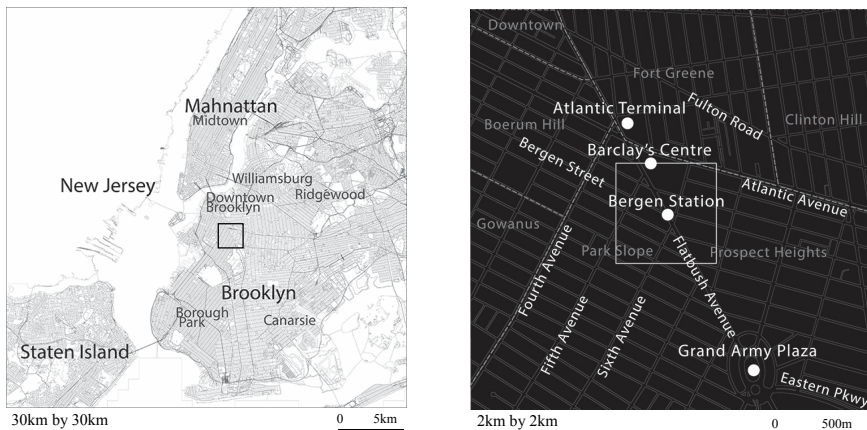 Mahnattan
Midtown
New Jersey
Williamsburg
Ridgewood
Downtown
Brooklyn
Brooklyn
Borough
Park
Canarsie
Staten Island
30km by 30km
0 5km
Downtown
Fort Greene
Atlantic Terminal
Fulton Road
Clinton Hill
Boerum Hill
Barclay's Centre
Bergen Street
Atlantic Avenue
Bergen Station
Gowanus
Park Slope
Prospect Heights
Fourth Avenue
Flatbush Avenue
Fifth Avenue
Sixth Avenue
Grand Army Plaza
Eastern Pkwy
2km by 2km
0 500m